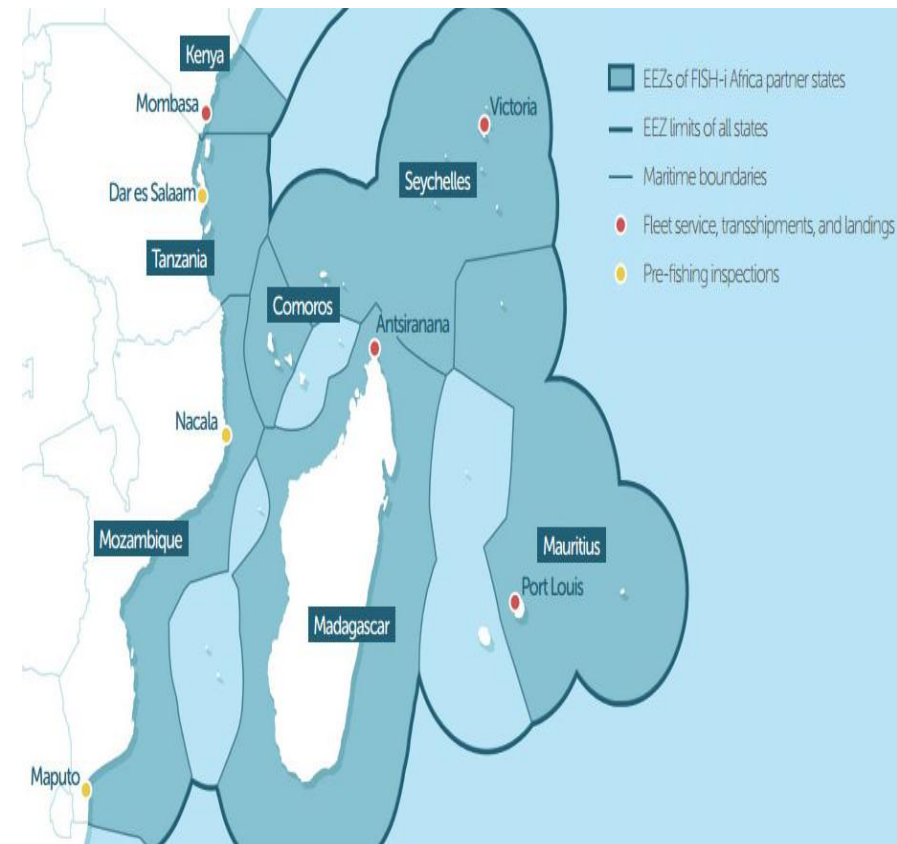 Kenya
Mombasa
Dar es Salaam
Tanzania
Victoria
Seychelles
Comoros
Antsiranana
Nacala
Mozambique
Mauritius
Port Louis
Madagascar
Maputo
EEZs of FISH-i Africa partner states
EEZ limits of all states
Maritime boundaries
Fleet service, transshipments, and landings
Pre-fishing inspections